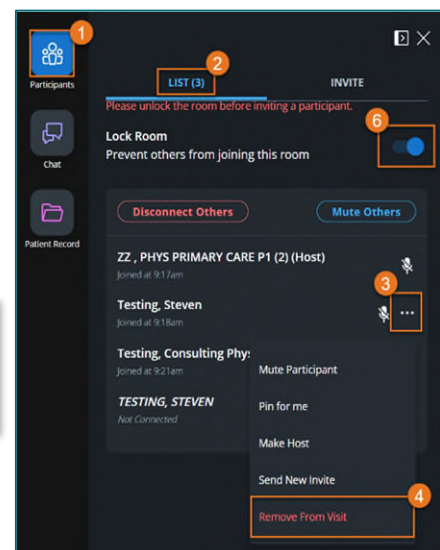 1
Participants
2
LIST (3)
INVITE
Please unlock the room before inviting a participant.
6
Lock Room
Prevent others from joining this room
Chat
Disconnect Others
Mute Others
Patient Record
ZZ , PHYS PRIMARY CARE P1 (2) (Host)
Joined at 9:17am
3
Testing, Steven
Joined at 9:18am
Testing, Consulting Phy
Joined at 9:21am
Mute Participant
TESTING, STEVEN
Not Connected
Pin for me
Make Host
Send New Invite
4
Remove From Visit